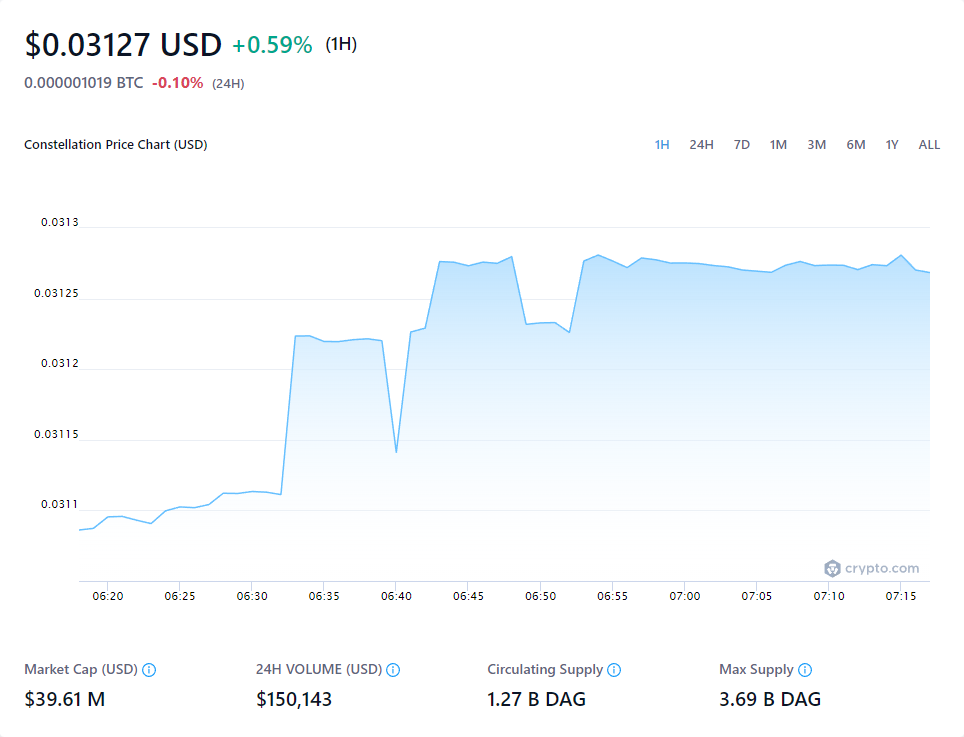 $0.03127 USD +0.59% (1H)
0.000001019 BTC -0.10% (24H)
Constellation Price Chart (USD) 1H 24H 7D 1M 3M 6M 1Y ALL
0.0313
0.03125
0.0312
0.03115
0.0311
crypto.com
06:20 06:25 06:30 06:35 06:40 06:45 06:50 06:55 07:00 07:05 07:10 07:15
Market Cap (USD) 24H VOLUME (USD) Circulating Supply Max Supply
$39.61 M $150,143 1.27 B DAG 3.69 B DAG